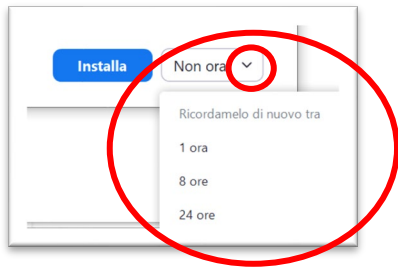 Installa Non ora
Ricordamelo di nuovo tra
1 ora
8 ore
24 ore